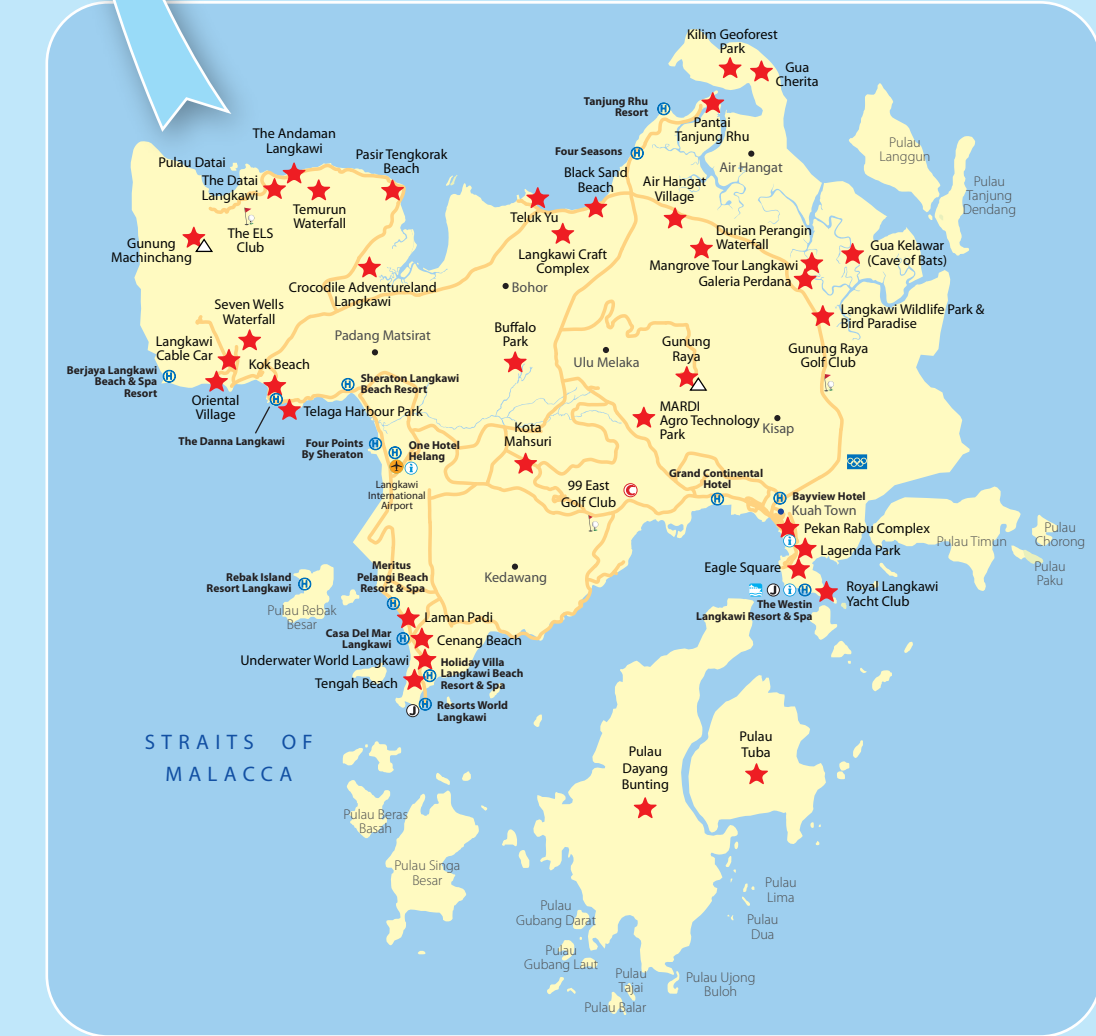 Kilim Geoforest
Park
Gua
Cherita
Tanjung Rhu
Resort
Pantai
Tanjung Rhu
Four Seasons
Air Hangat
Pulau
Langgun
Pulau
Tanjung
Dendang
The Andaman
Langkawi
Pulau Datai
The Datai
Langkawi
Temurun
Waterfall
Pasir Tengkorak
Beach
The ELS
Club
Gunung
Machinchang
Black Sand
Beach
Teluk Yu
Air Hangat
Village
Langkawi Craft
Complex
Durian Perangin
Waterfall
Mangrove Tour Langkawi
Galeria Perdana
Gua Kelawar
(Cave of Bats)
Crocodile Adventureland
Langkawi
Bohor
Langkawi Wildlife Park &
Bird Paradise
Seven Wells
Waterfall
Padang Matsirat
Buffalo
Park
Ulu Melaka
Gunung
Raya
Gunung Raya
Golf Club
Langkawi
Cable Car
Kok Beach
Berjaya Langkawi
Beach & Spa
Resort
Oriental
Village
Sheraton Langkawi
Beach Resort
Telaga Harbour Park
The Danna Langkawi
MARDI
Agro Technology
Park
Kisap
Four Points
By Sheraton
One Hotel
Helang
Langkawi
International
Airport
Kota
Mahsuri
99 East
Golf Club
Grand Continental
Hotel
Bayview Hotel
Kuah Town
Pekan Rabu Complex
Lagenda Park
Eagle Square
Royal Langkawi
Yacht Club
The Westin
Langkawi Resort & Spa
Pulau Timun
Pulau
Chorong
Pulau
Paku
Kedawang
Meritus
Pelangi Beach
Resort & Spa
Rebak Island
Resort Langkawi
Pulau Rebak
Besar
Laman Padi
Casa Del Mar
Langkawi
Cenang Beach
Underwater World Langkawi
Holiday Villa
Langkawi Beach
Resort & Spa
Tengah Beach
Resorts World
Langkawi
STRAITS OF
MALACCA
Pulau
Dayang
Bunting
Pulau
Tuba
Pulau Beras
Basah
Pulau Singa
Besar
Pulau
Lima
Pulau
Dua
Pulau
Gubang Darat
Pulau
Gubang Laut
Pulau
Tajai
Pulau Ujong
Buloh
Pulau Balar